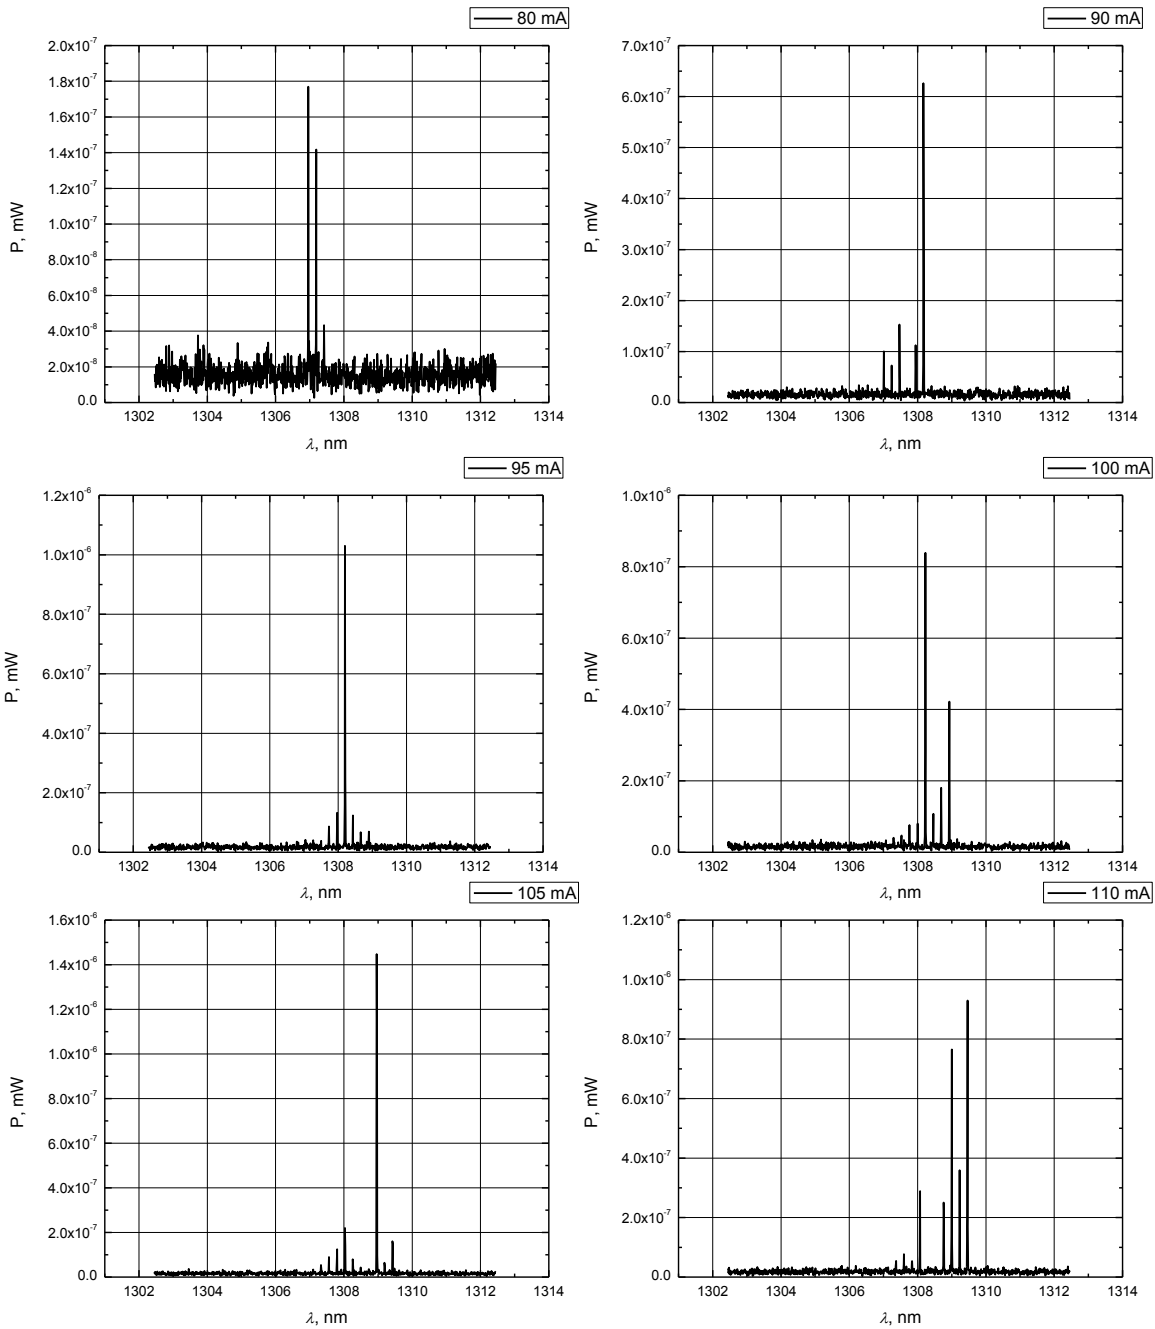 80 mA
2.0x10⁻⁷
1.8x10⁻⁷
1.6x10⁻⁷
1.4x10⁻⁷
1.2x10⁻⁷
1.0x10⁻⁷
8.0x10⁻⁸
6.0x10⁻⁸
4.0x10⁻⁸
2.0x10⁻⁸
0.0
P, mW
1302 1304 1306 1308 1310 1312 1314
λ, nm
90 mA
7.0x10⁻⁷
6.0x10⁻⁷
5.0x10⁻⁷
4.0x10⁻⁷
3.0x10⁻⁷
2.0x10⁻⁷
1.0x10⁻⁷
0.0
P, mW
1302 1304 1306 1308 1310 1312 1314
λ, nm
95 mA
1.2x10⁻⁶
1.0x10⁻⁶
8.0x10⁻⁷
6.0x10⁻⁷
4.0x10⁻⁷
2.0x10⁻⁷
0.0
P, mW
1302 1304 1306 1308 1310 1312 1314
λ, nm
100 mA
1.0x10⁻⁶
8.0x10⁻⁷
6.0x10⁻⁷
4.0x10⁻⁷
2.0x10⁻⁷
0.0
P, mW
1302 1304 1306 1308 1310 1312 1314
λ, nm
105 mA
1.6x10⁻⁶
1.4x10⁻⁶
1.2x10⁻⁶
1.0x10⁻⁶
8.0x10⁻⁷
6.0x10⁻⁷
4.0x10⁻⁷
2.0x10⁻⁷
0.0
P, mW
1302 1304 1306 1308 1310 1312 1314
λ, nm
110 mA
1.2x10⁻⁶
1.0x10⁻⁶
8.0x10⁻⁷
6.0x10⁻⁷
4.0x10⁻⁷
2.0x10⁻⁷
0.0
P, mW
1302 1304 1306 1308 1310 1312 1314
λ, nm